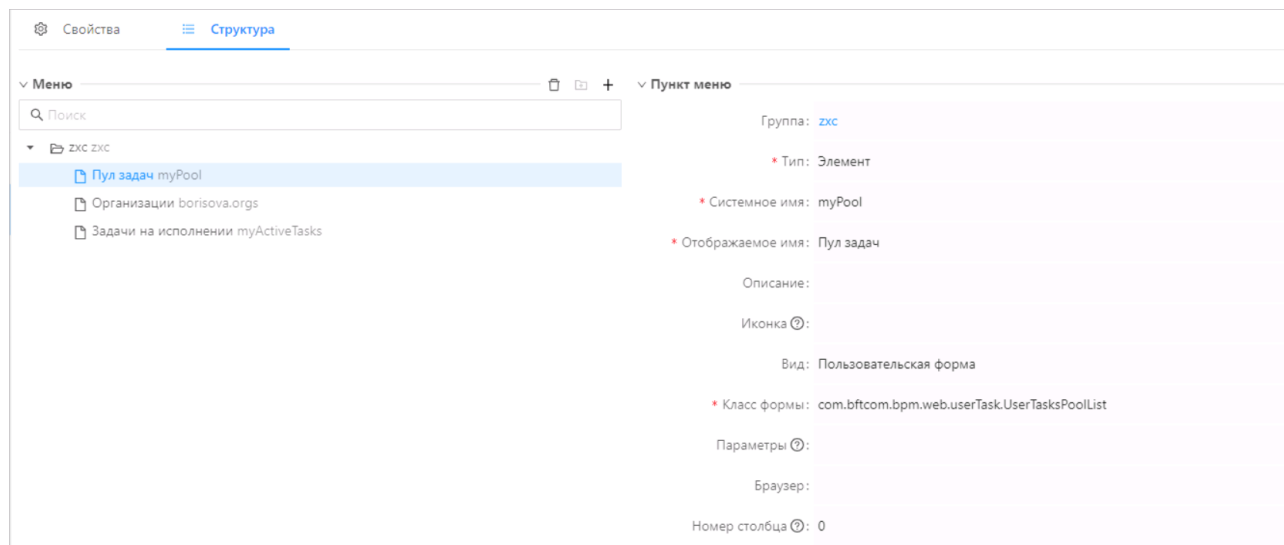 Свойства Структура
Меню
Поиск
zxc zxc
Пул задач myPool
Организации borisova.orgs
Задачи на исполнении myActiveTasks
Пункт меню
Группа: zxc
* Тип: Элемент
* Системное имя: myPool
* Отображаемое имя: Пул задач
Описание:
Иконка ?:
Вид: Пользовательская форма
* Класс формы: com.bftcom.bpm.web.userTask.UserTasksPoolList
Параметры ?:
Браузер:
Номер столбца ?: 0